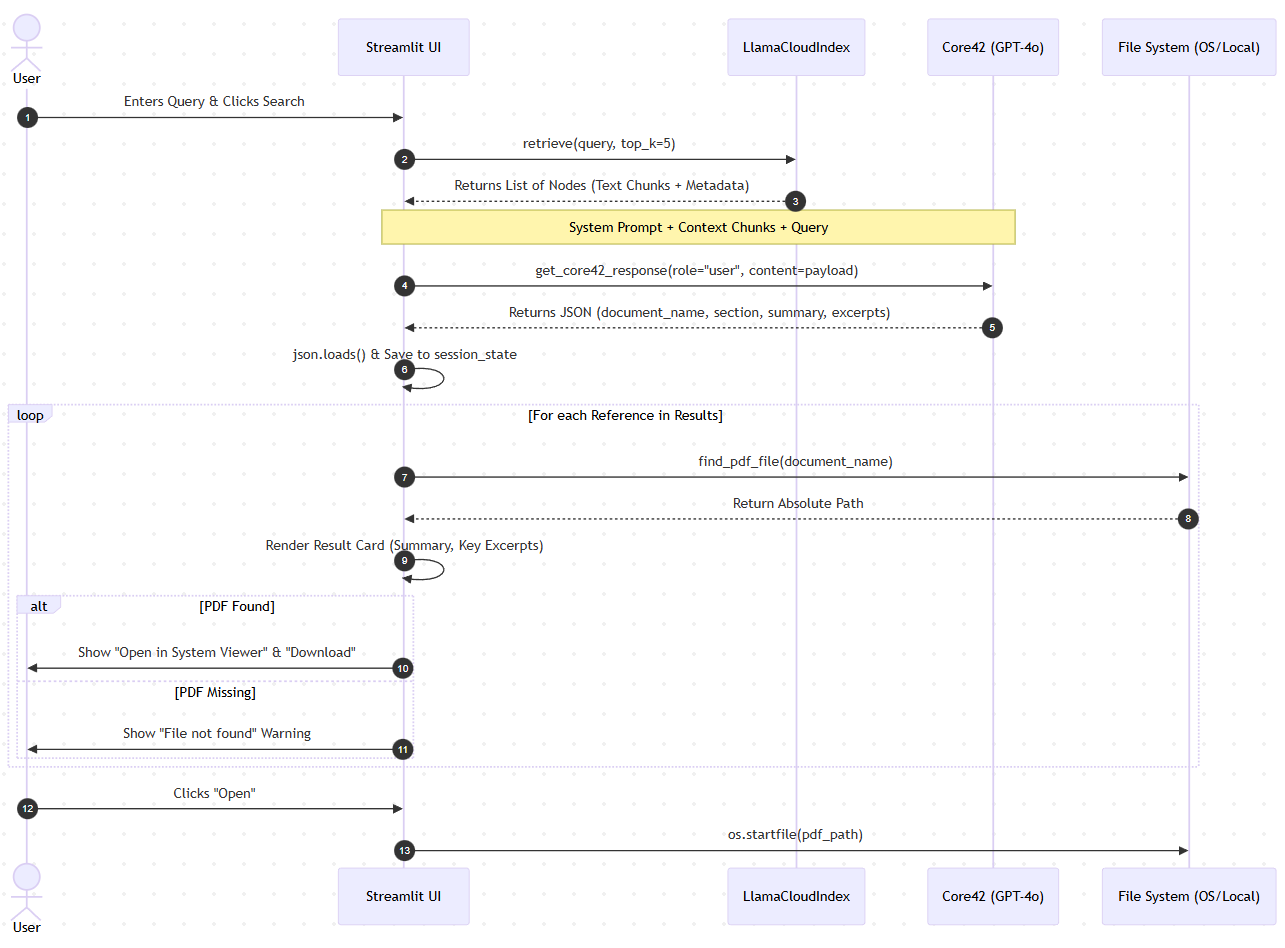 User
Streamlit UI
LlamaCloudIndex
Core42 (GPT-4o)
File System (OS/Local)
Enters Query & Clicks Search
1
retrieve(query, top_k=5)
2
Returns List of Nodes (Text Chunks + Metadata)
3
System Prompt + Context Chunks + Query
get_core42_response(role="user", content=payload)
4
Returns JSON (document_name, section, summary, excerpts)
5
json.loads() & Save to session_state
6
loop
[For each Reference in Results]
find_pdf_file(document_name)
7
Return Absolute Path
8
Render Result Card (Summary, Key Excerpts)
9
alt
[PDF Found]
Show "Open in System Viewer" & "Download"
10
[PDF Missing]
Show "File not found" Warning
11
Clicks "Open"
12
os.startfile(pdf_path)
13
User
Streamlit UI
LlamaCloudIndex
Core42 (GPT-4o)
File System (OS/Local)